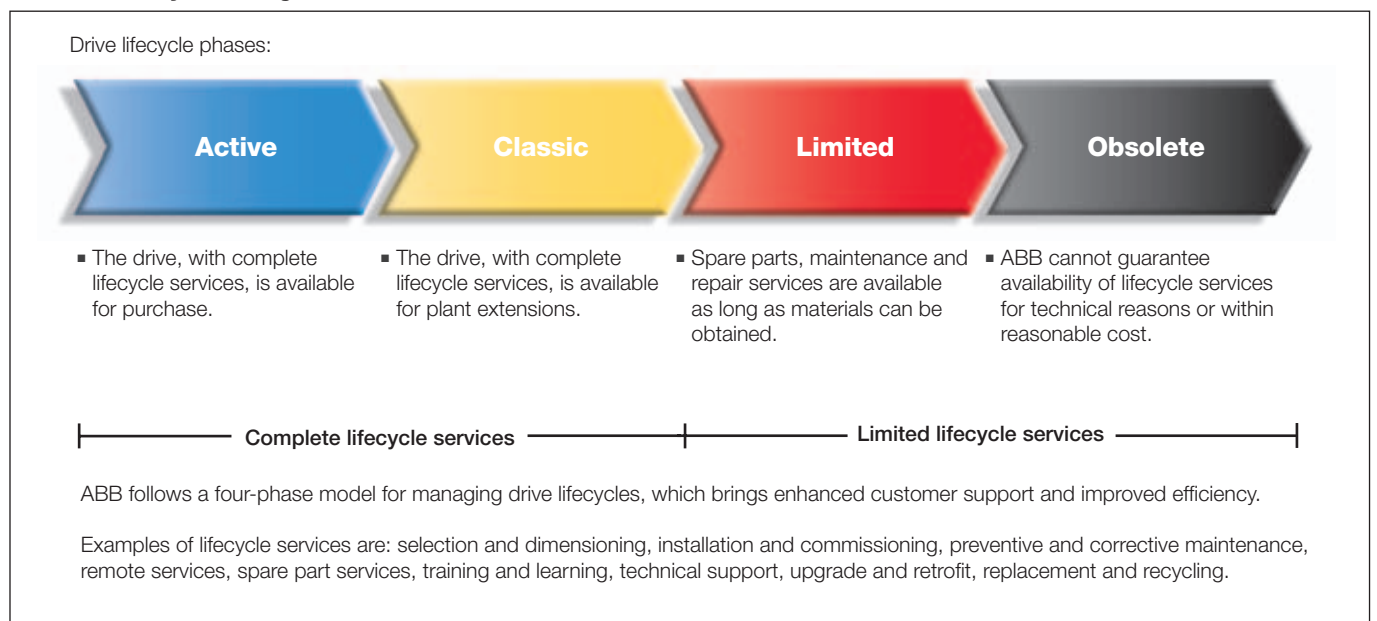 Drive lifecycle phases:
Active
Classic
Limited
Obsolete
▪ The drive, with complete
lifecycle services, is available
for purchase.
▪ The drive, with complete
lifecycle services, is available
for plant extensions.
▪ Spare parts, maintenance and
repair services are available
as long as materials can be
obtained.
▪ ABB cannot guarantee
availability of lifecycle services
for technical reasons or within
reasonable cost.
Complete lifecycle services
Limited lifecycle services
ABB follows a four-phase model for managing drive lifecycles, which brings enhanced customer support and improved efficiency.
Examples of lifecycle services are: selection and dimensioning, installation and commissioning, preventive and corrective maintenance,
remote services, spare part services, training and learning, technical support, upgrade and retrofit, replacement and recycling.